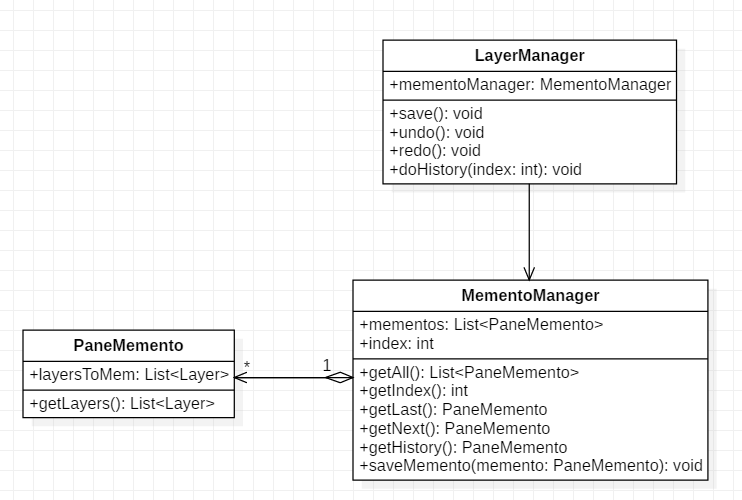 LayerManager
+mementoManager: MementoManager
+save(): void
+undo(): void
+redo(): void
+doHistory(index: int): void
MementoManager
+mementos: List<PaneMemento>
+index: int
+getAll(): List<PaneMemento>
+getIndex(): int
+getLast(): PaneMemento
+getNext(): PaneMemento
+getHistory(): PaneMemento
+saveMemento(memento: PaneMemento): void
PaneMemento
+layersToMem: List<Layer>
+getLayers(): List<Layer>
* 1